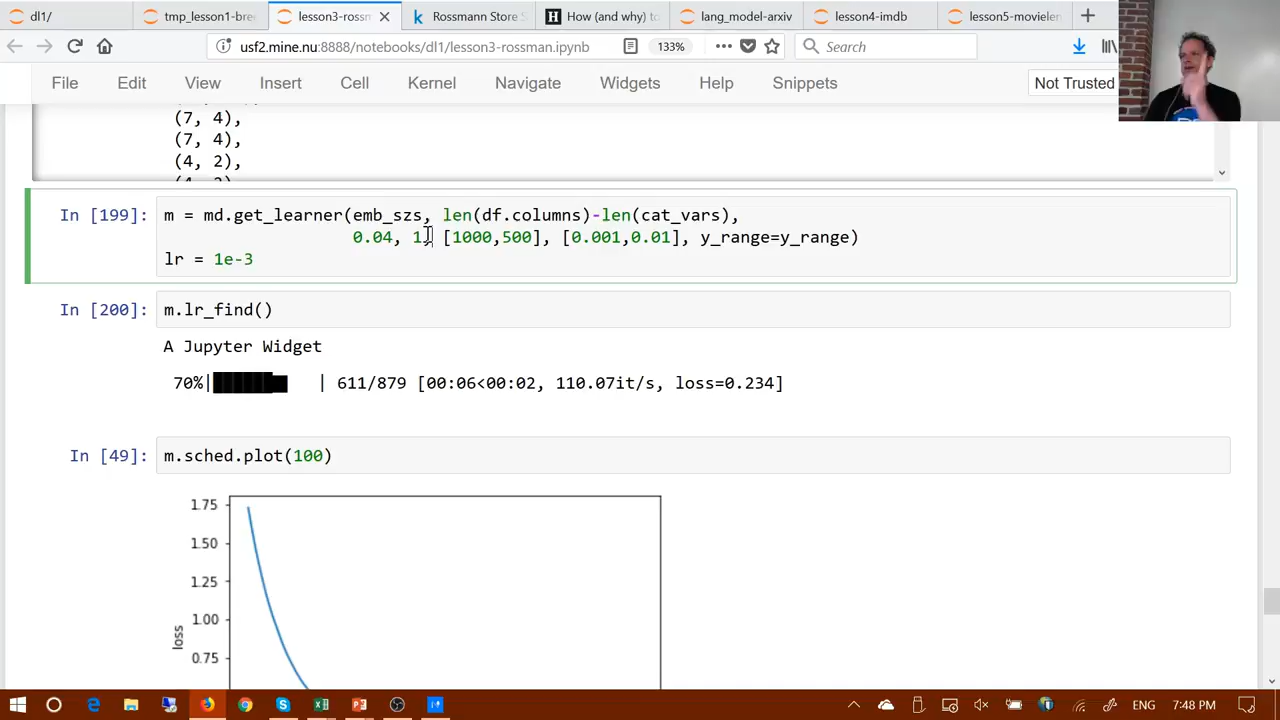 dl1/
tmp_lesson1-bre
lesson3-rossm
Rossmann Store S
How (and why) to
lang_model-arxiv
lesson4-imdb
lesson5-movielen
usf2.mine.nu:8888/notebooks/dl1/lesson3-rossman.ipynb
133%
Search
File Edit View Insert Cell Kernel Navigate Widgets Help Snippets Not Trusted
(7, 4),
(7, 4),
(4, 2),
In [199]: m = md.get_learner(emb_szs, len(df.columns)-len(cat_vars),
0.04, 1, [1000,500], [0.001,0.01], y_range=y_range)
lr = 1e-3
In [200]: m.lr_find()
A Jupyter Widget
70%| | 611/879 [00:06<00:02, 110.07it/s, loss=0.234]
In [49]: m.sched.plot(100)
1.75
1.50
1.25
1.00
0.75
loss
ENG 7:48 PM